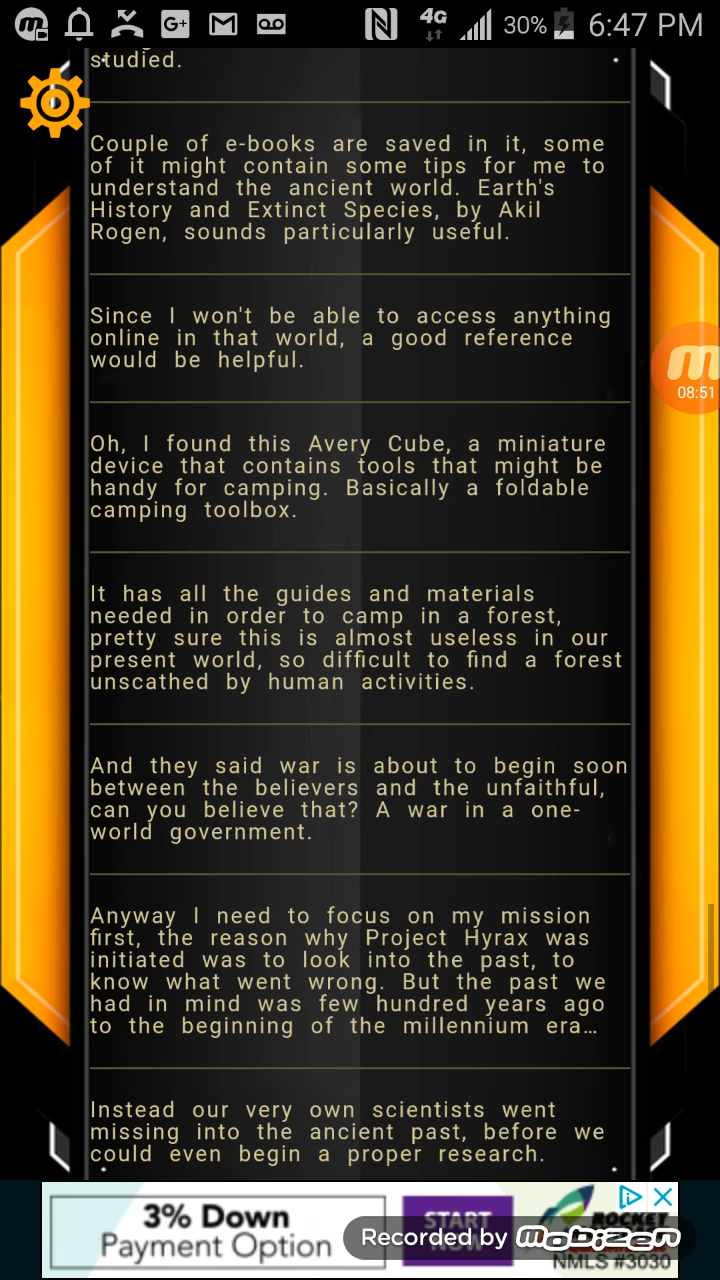 4G
30%
6:47 PM
G+
studied.
Couple of e-books are saved in it, some
of it might contain some tips for me to
understand the ancient world. Earth's
History and Extinct Species, by Akil
Rogen, sounds particularly useful.
Since I won't be able to access anything
online in that world, a good reference
would be helpful.
08:51
Oh, I found this Avery Cube, a miniature
device that contains tools that might be
handy for camping. Basically a foldable
camping toolbox.
It has all the guides and materials
needed in order to camp in a forest,
pretty sure this is almost useless in our
present world, so difficult to find a forest
unscathed by human activities.
And they said war is about to begin soon
between the believers and the unfaithful,
can you believe that? A war in a one-
world government.
Anyway I need to focus on my mission
first, the reason why Project Hyrax was
initiated was to look into the past, to
know what went wrong. But the past we
had in mind was few hundred years ago
to the beginning of the millennium era…
Instead our very own scientists went
missing into the ancient past, before we
could even begin a proper research.
3% Down
Payment Option
START
NOW
ROCKET
NMLS #3030
Recorded by mobizen